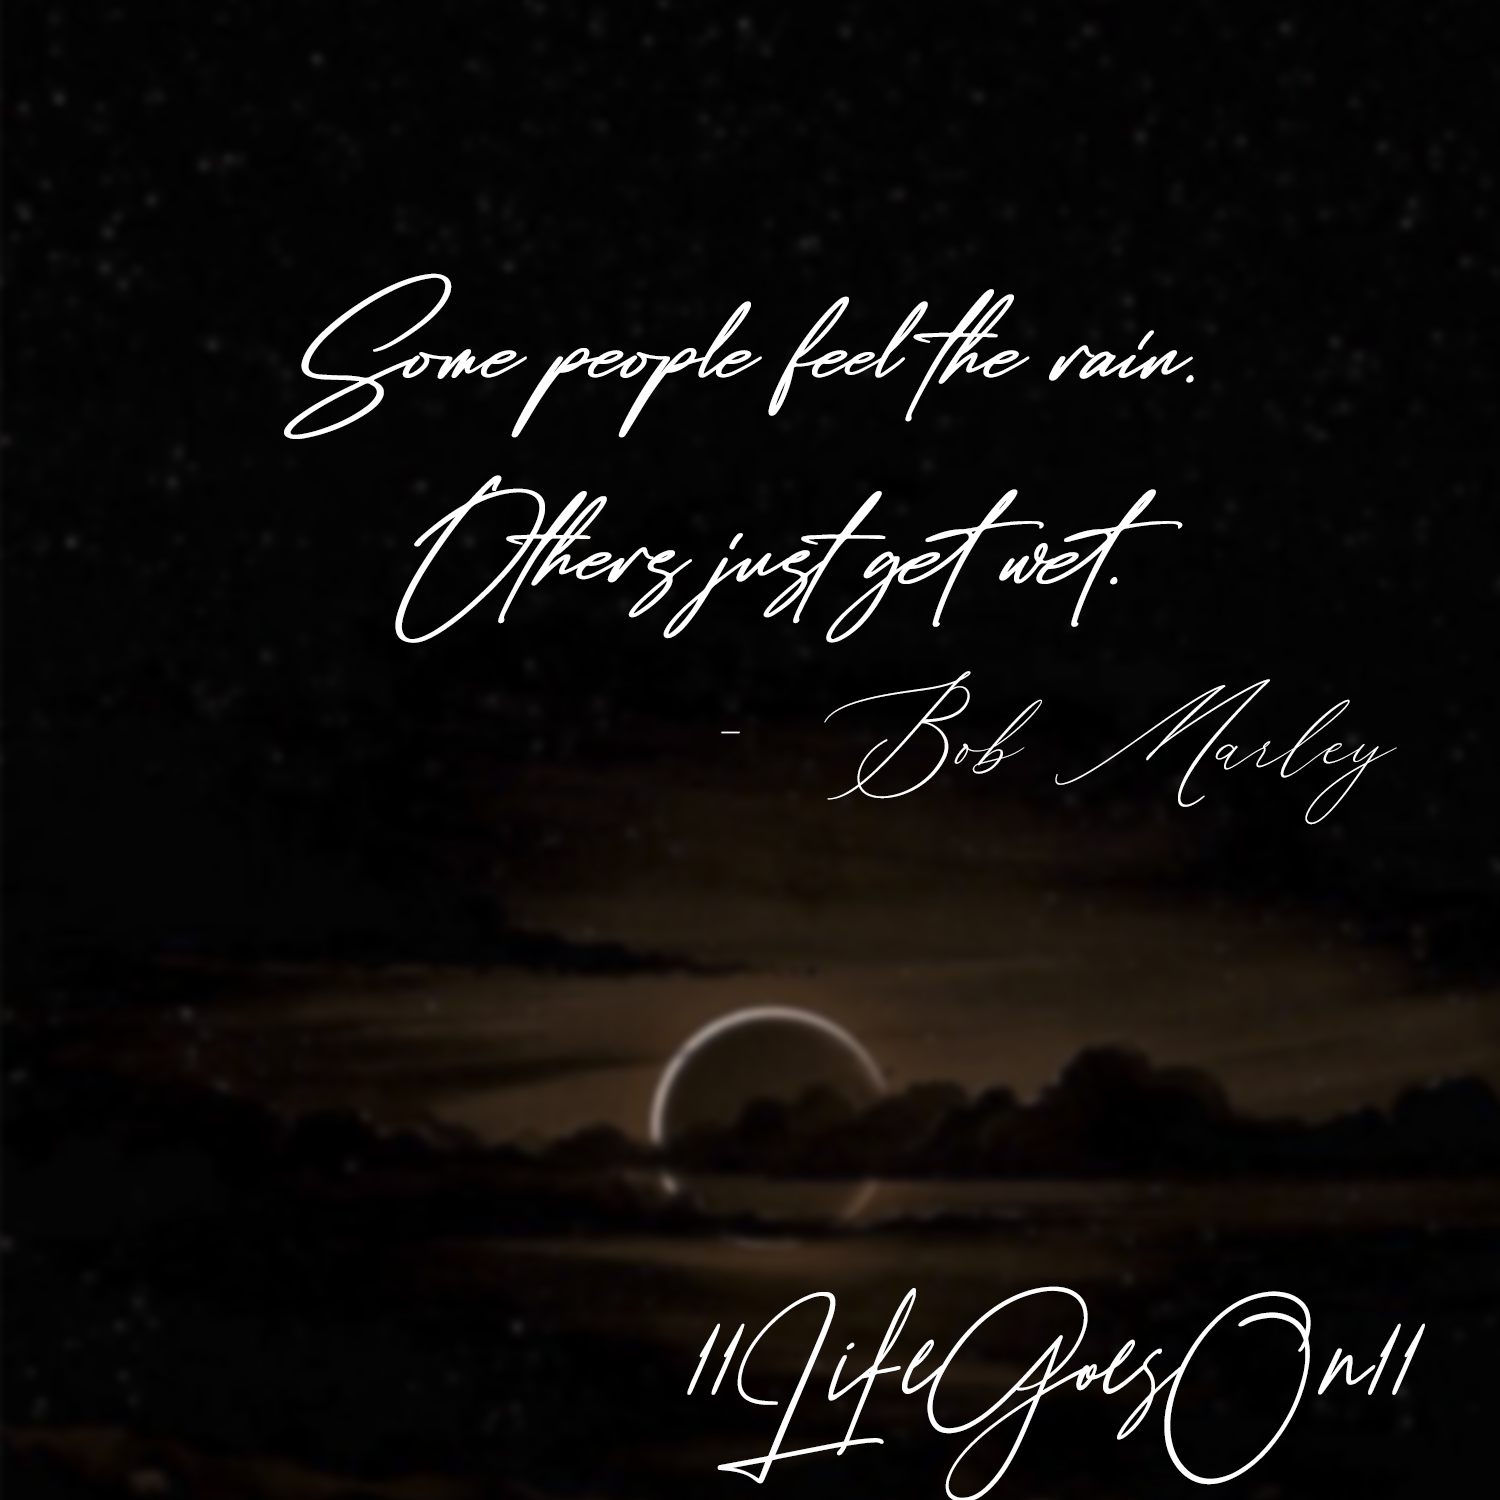 Some people feel the rain.
Others just get wet.
- Bob Marley
11LifeGoesOn11